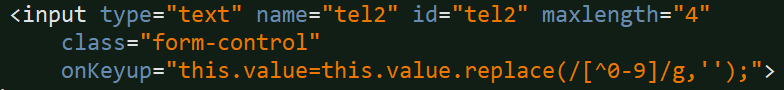 <input type="text" name="tel2" id="tel2" maxlength="4"
class="form-control"
onKeyup="this.value=this.value.replace(/[^0-9]/g,'');">